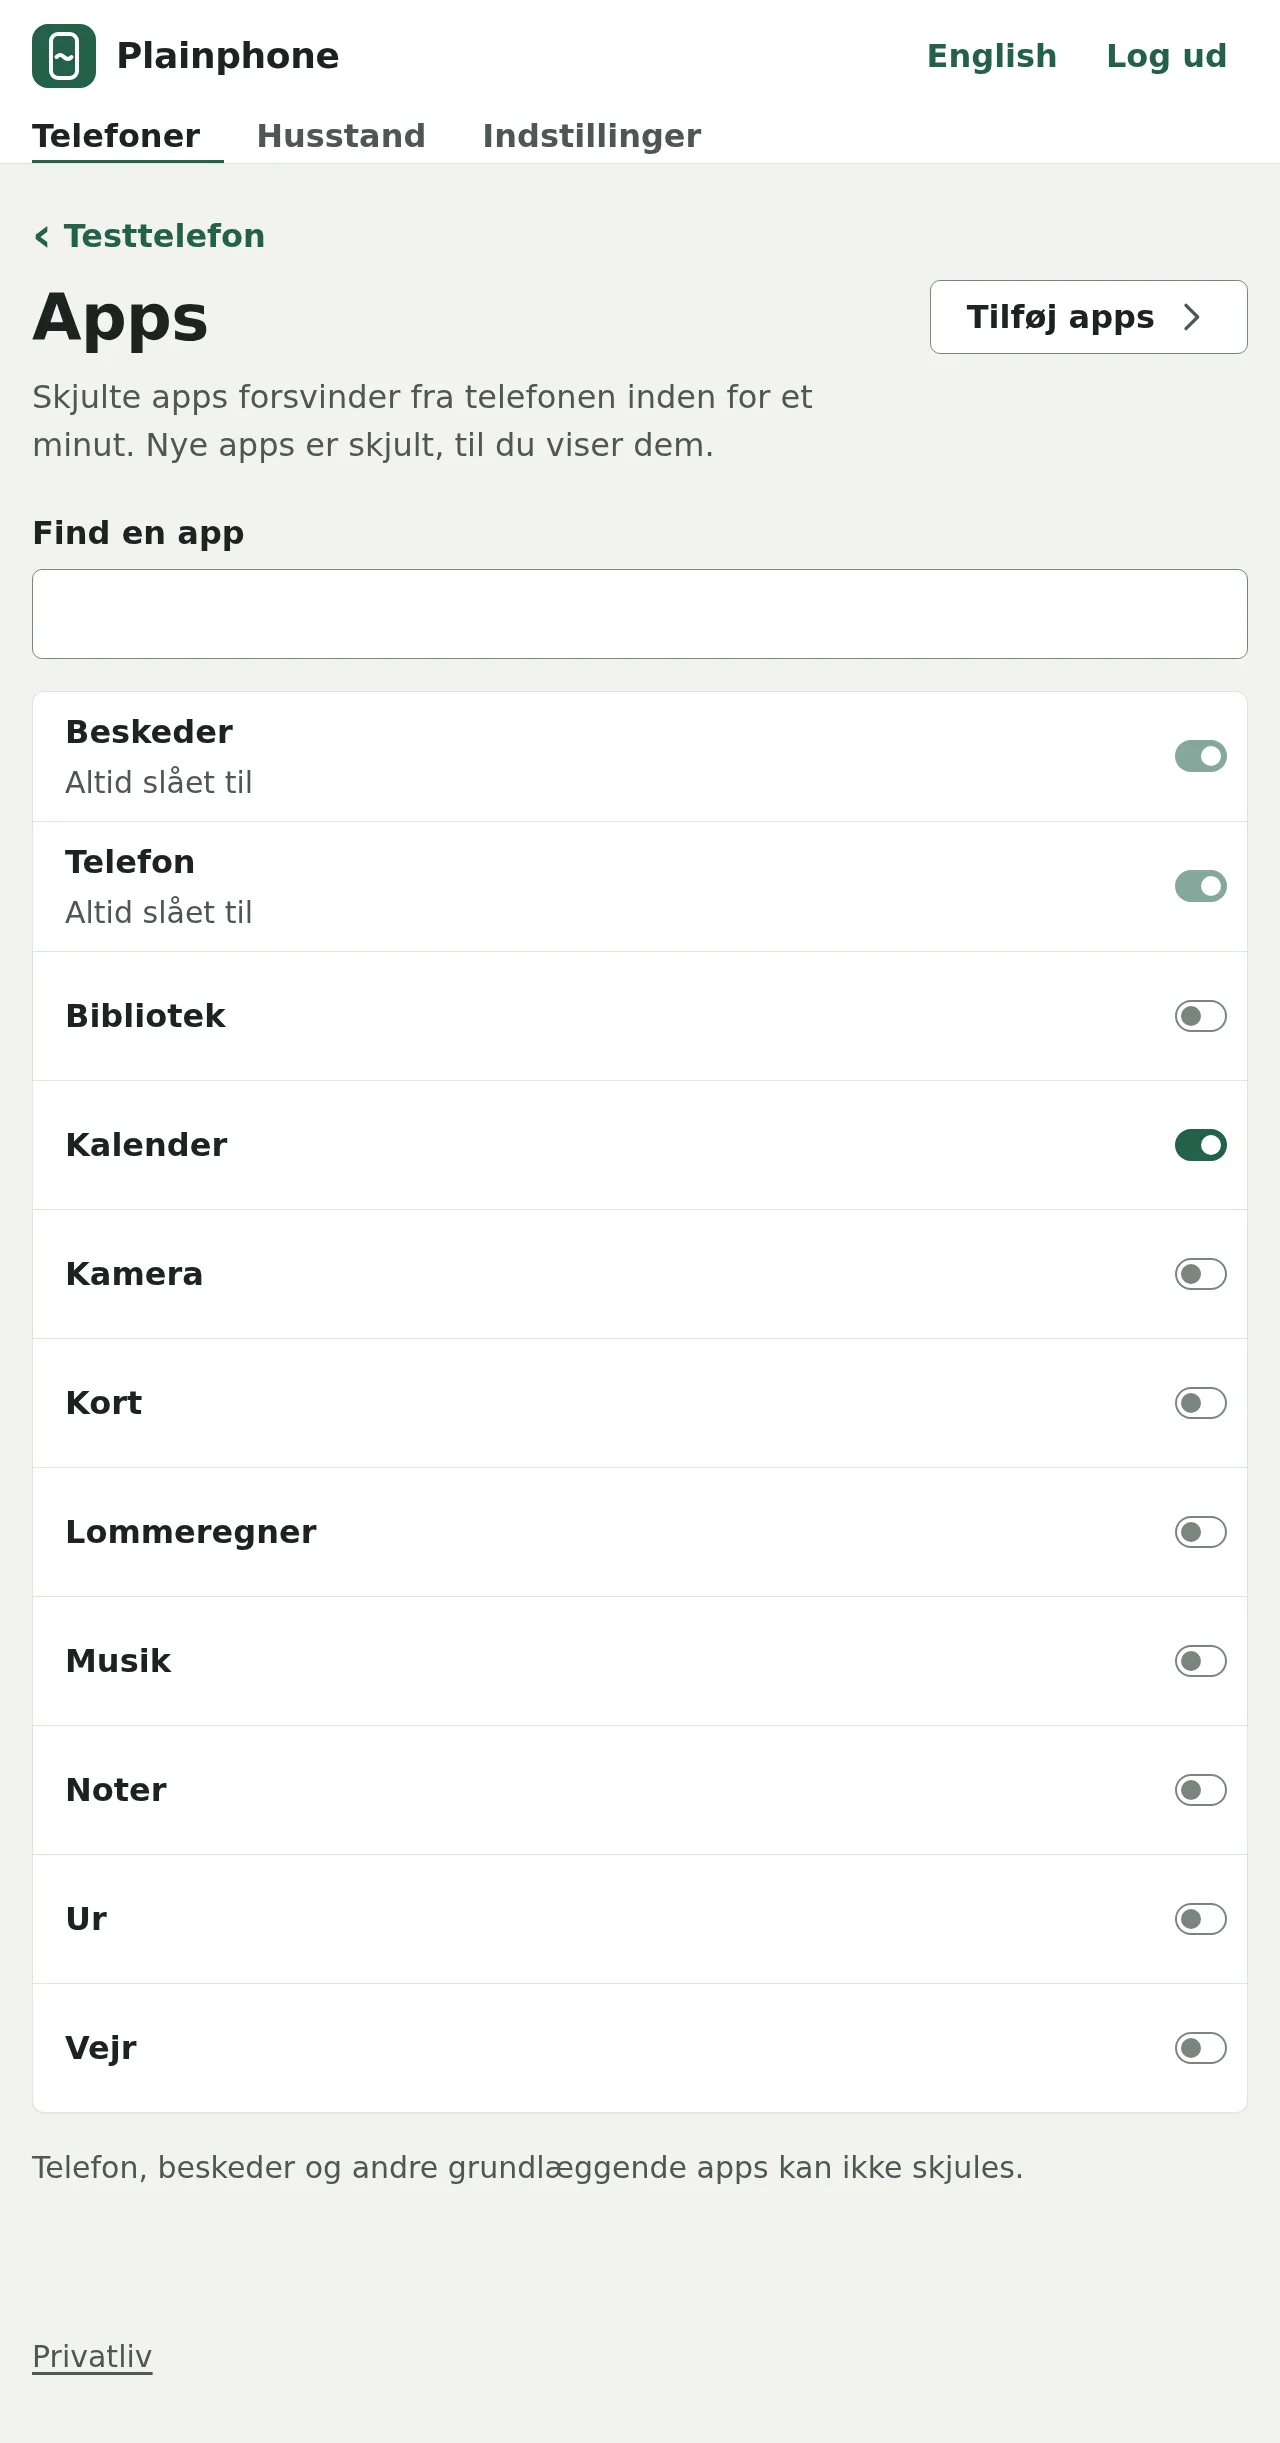 Plainphone
English
Log ud
Telefoner
Husstand
Indstillinger
Testtelefon
Apps
Tilføj apps
Skjulte apps forsvinder fra telefonen inden for et
minut. Nye apps er skjult, til du viser dem.
Find en app
Beskeder
Altid slået til
Telefon
Altid slået til
Bibliotek
Kalender
Kamera
Kort
Lommeregner
Musik
Noter
Ur
Vejr
Telefon, beskeder og andre grundlæggende apps kan ikke skjules.
Privatliv